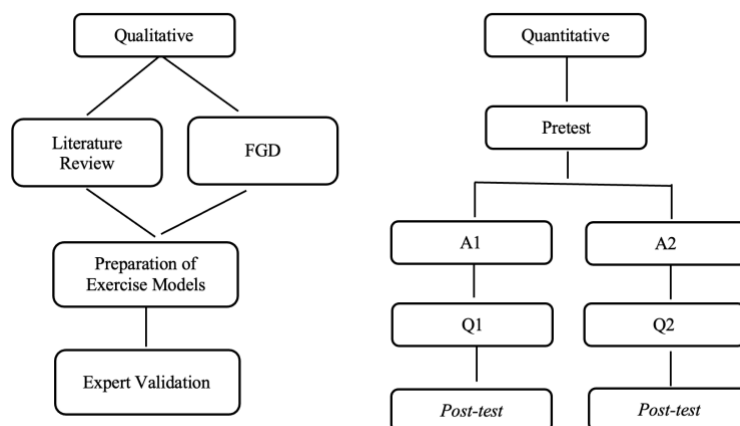 Qualitative
Literature
Review
FGD
Preparation of
Exercise Models
Expert Validation
Quantitative
Pretest
A1
A2
Q1
Q2
Post-test
Post-test